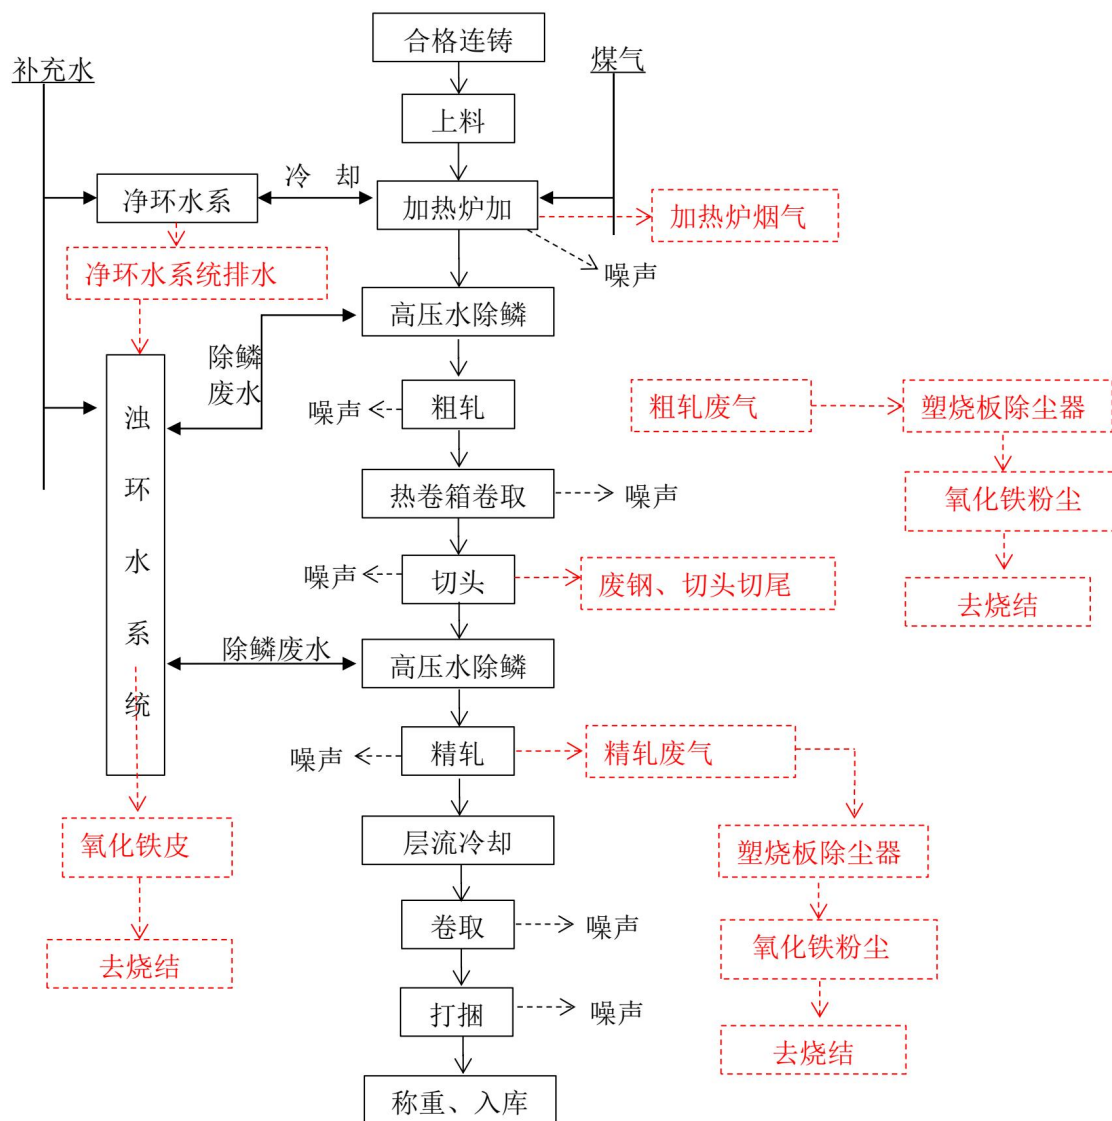 合格连铸
补充水
煤气
上料
冷 却
净环水系
加热炉加
加热炉烟气
噪声
净环水系统排水
高压水除鳞
除鳞
废水
浊
环
水
系
统
噪声
粗轧
粗轧废气
塑烧板除尘器
热卷箱卷取
噪声
氧化铁粉尘
噪声
切头
废钢、切头切尾
去烧结
除鳞废水
高压水除鳞
噪声
精轧
精轧废气
氧化铁皮
层流冷却
塑烧板除尘器
卷取
噪声
氧化铁粉尘
去烧结
打捆
噪声
去烧结
称重、入库